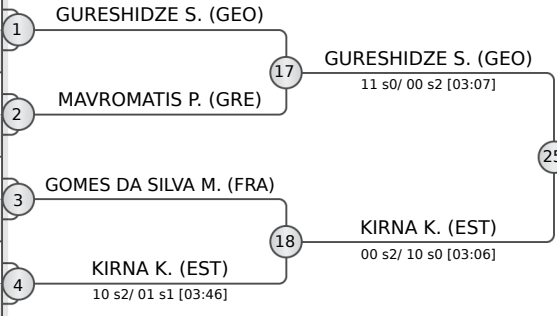 GURESHIDZE S. (GEO)
1
17
GURESHIDZE S. (GEO)
11 s0/ 00 s2 [03:07]
MAVROMATIS P. (GRE)
2
25
GOMES DA SILVA M. (FRA)
3
18
KIRNA K. (EST)
00 s2/ 10 s0 [03:06]
KIRNA K. (EST)
4
10 s2/ 01 s1 [03:46]